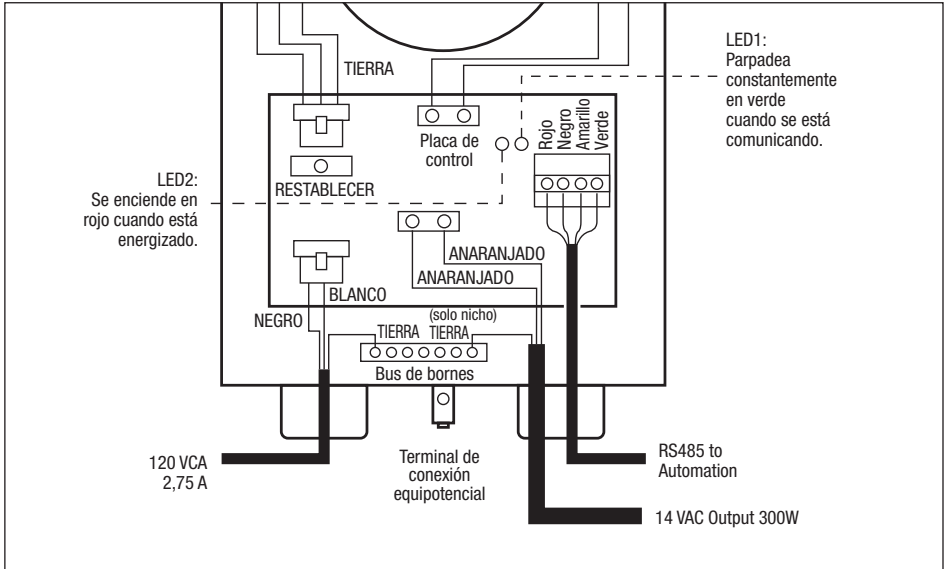 TIERRA
LED1:
Parpadea
constantemente
en verde
cuando se está
comunicando.
Placa de
control
Rojo
Negro
Amarillo
Verde
RESTABLECER
LED2:
Se enciende en
rojo cuando está
energizado.
ANARANJADO
ANARANJADO
BLANCO
NEGRO
(solo nicho)
TIERRA TIERRA
Bus de bornes
120 VCA
2,75 A
Terminal de
conexión
equipotencial
RS485 to
Automation
14 VAC Output 300W